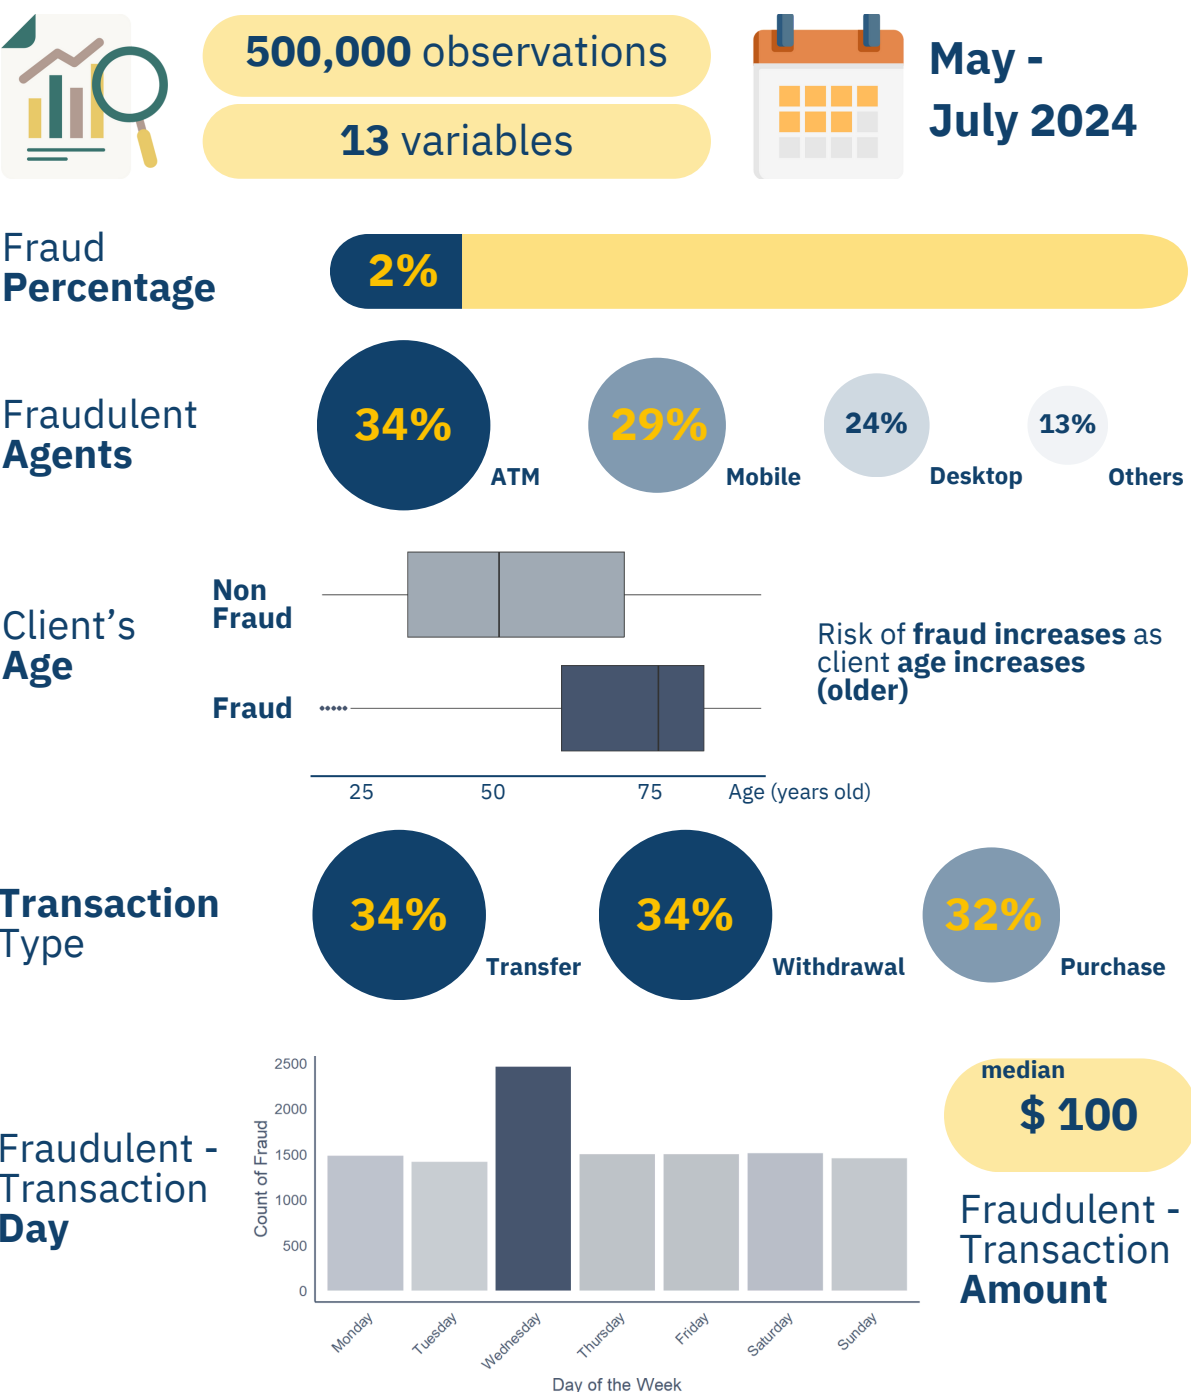 500,000 observations
13 variables
May -
July 2024
Fraud
Percentage
2%
Fraudulent
Agents
34%
ATM
29%
Mobile
24%
Desktop
13%
Others
Client's
Age
Non
Fraud
Fraud
25
50
75
Age (years old)
Risk of fraud increases as
client age increases
(older)
Transaction
Type
34%
Transfer
34%
Withdrawal
32%
Purchase
Fraudulent -
Transaction
Day
Count of Fraud
2500
2000
1500
1000
500
0
Monday
Tuesday
Wednesday
Thursday
Friday
Saturday
Sunday
Day of the Week
median
$ 100
Fraudulent -
Transaction
Amount